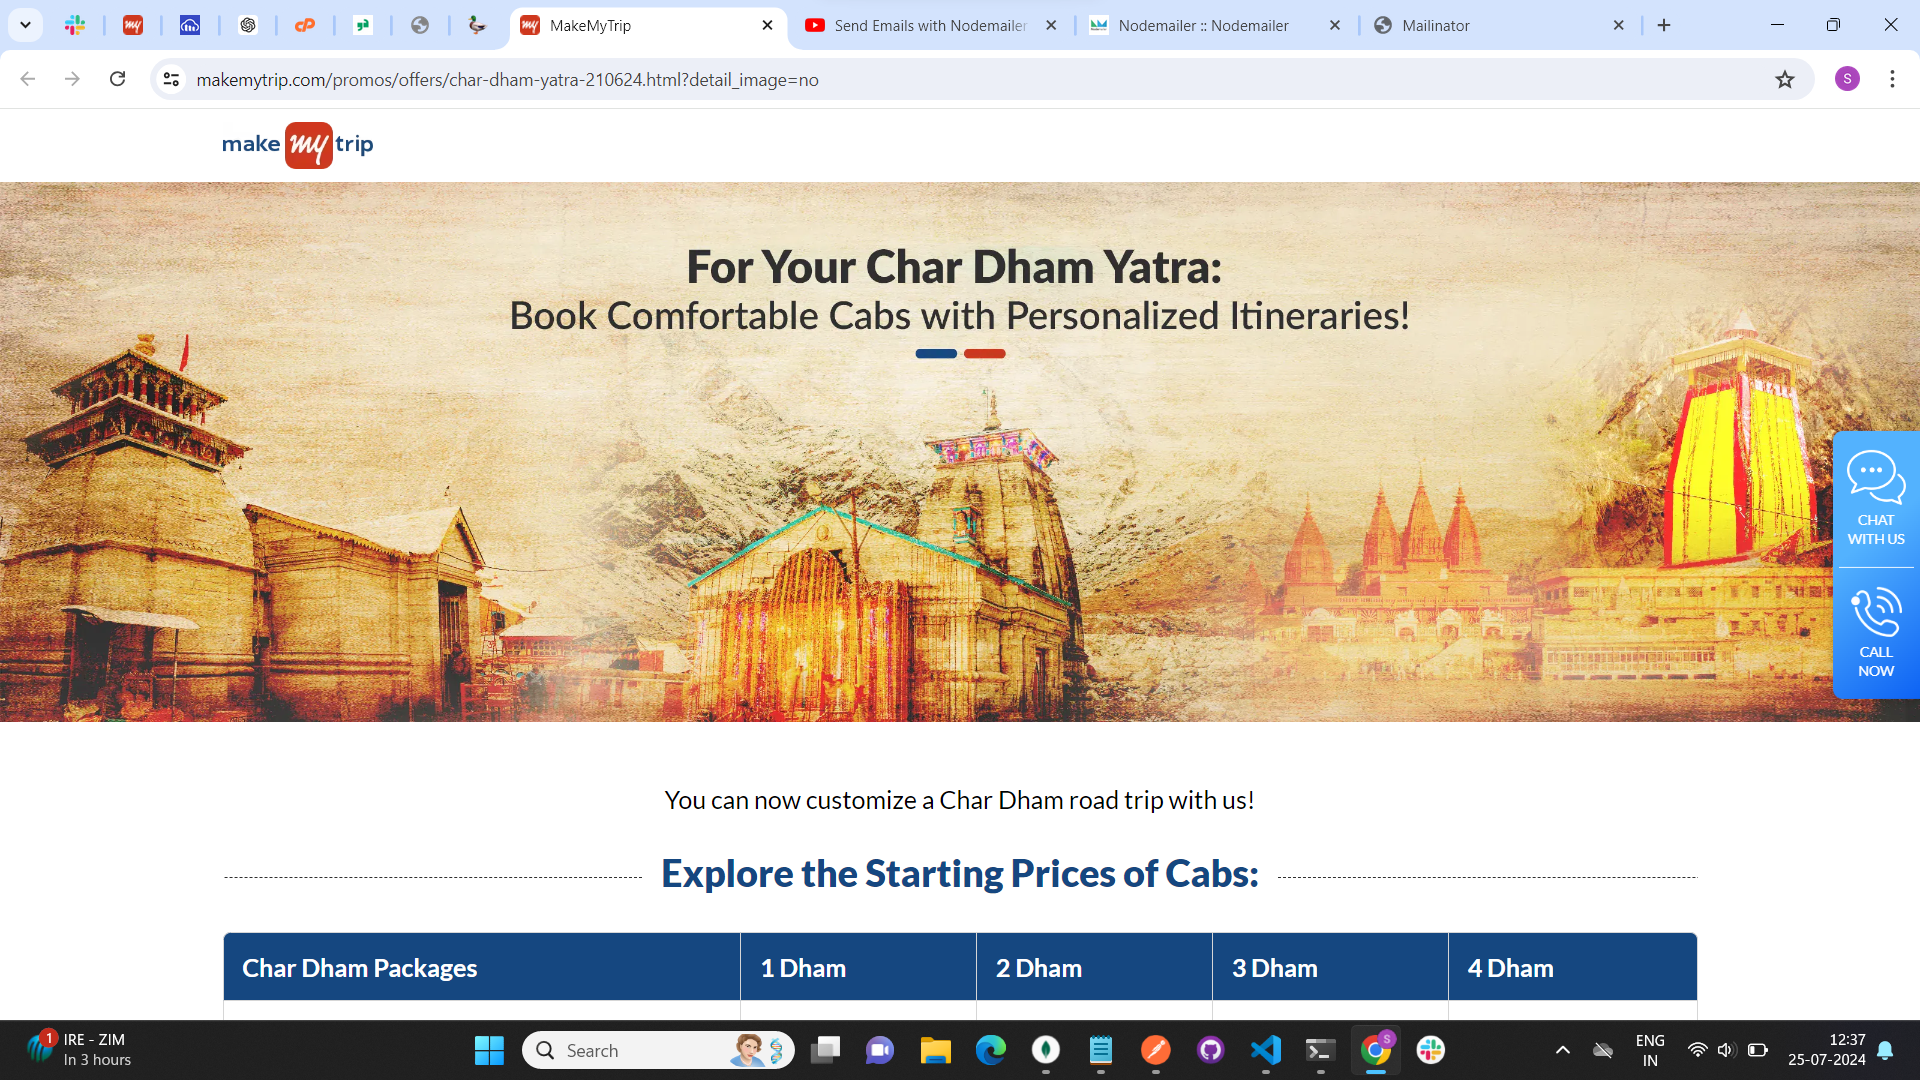 MakeMyTrip
Send Emails with Nodemailer
Nodemailer :: Nodemailer
Mailinator
makemytrip.com/promos/offers/char-dham-yatra-210624.html?detail_image=no
S
make my trip
For Your Char Dham Yatra:
Book Comfortable Cabs with Personalized Itineraries!
CHAT
WITH US
CALL
NOW
You can now customize a Char Dham road trip with us!
Explore the Starting Prices of Cabs:
Char Dham Packages 1 Dham 2 Dham 3 Dham 4 Dham
1
IRE - ZIM
In 3 hours
Search
S
ENG
IN
12:37
25-07-2024